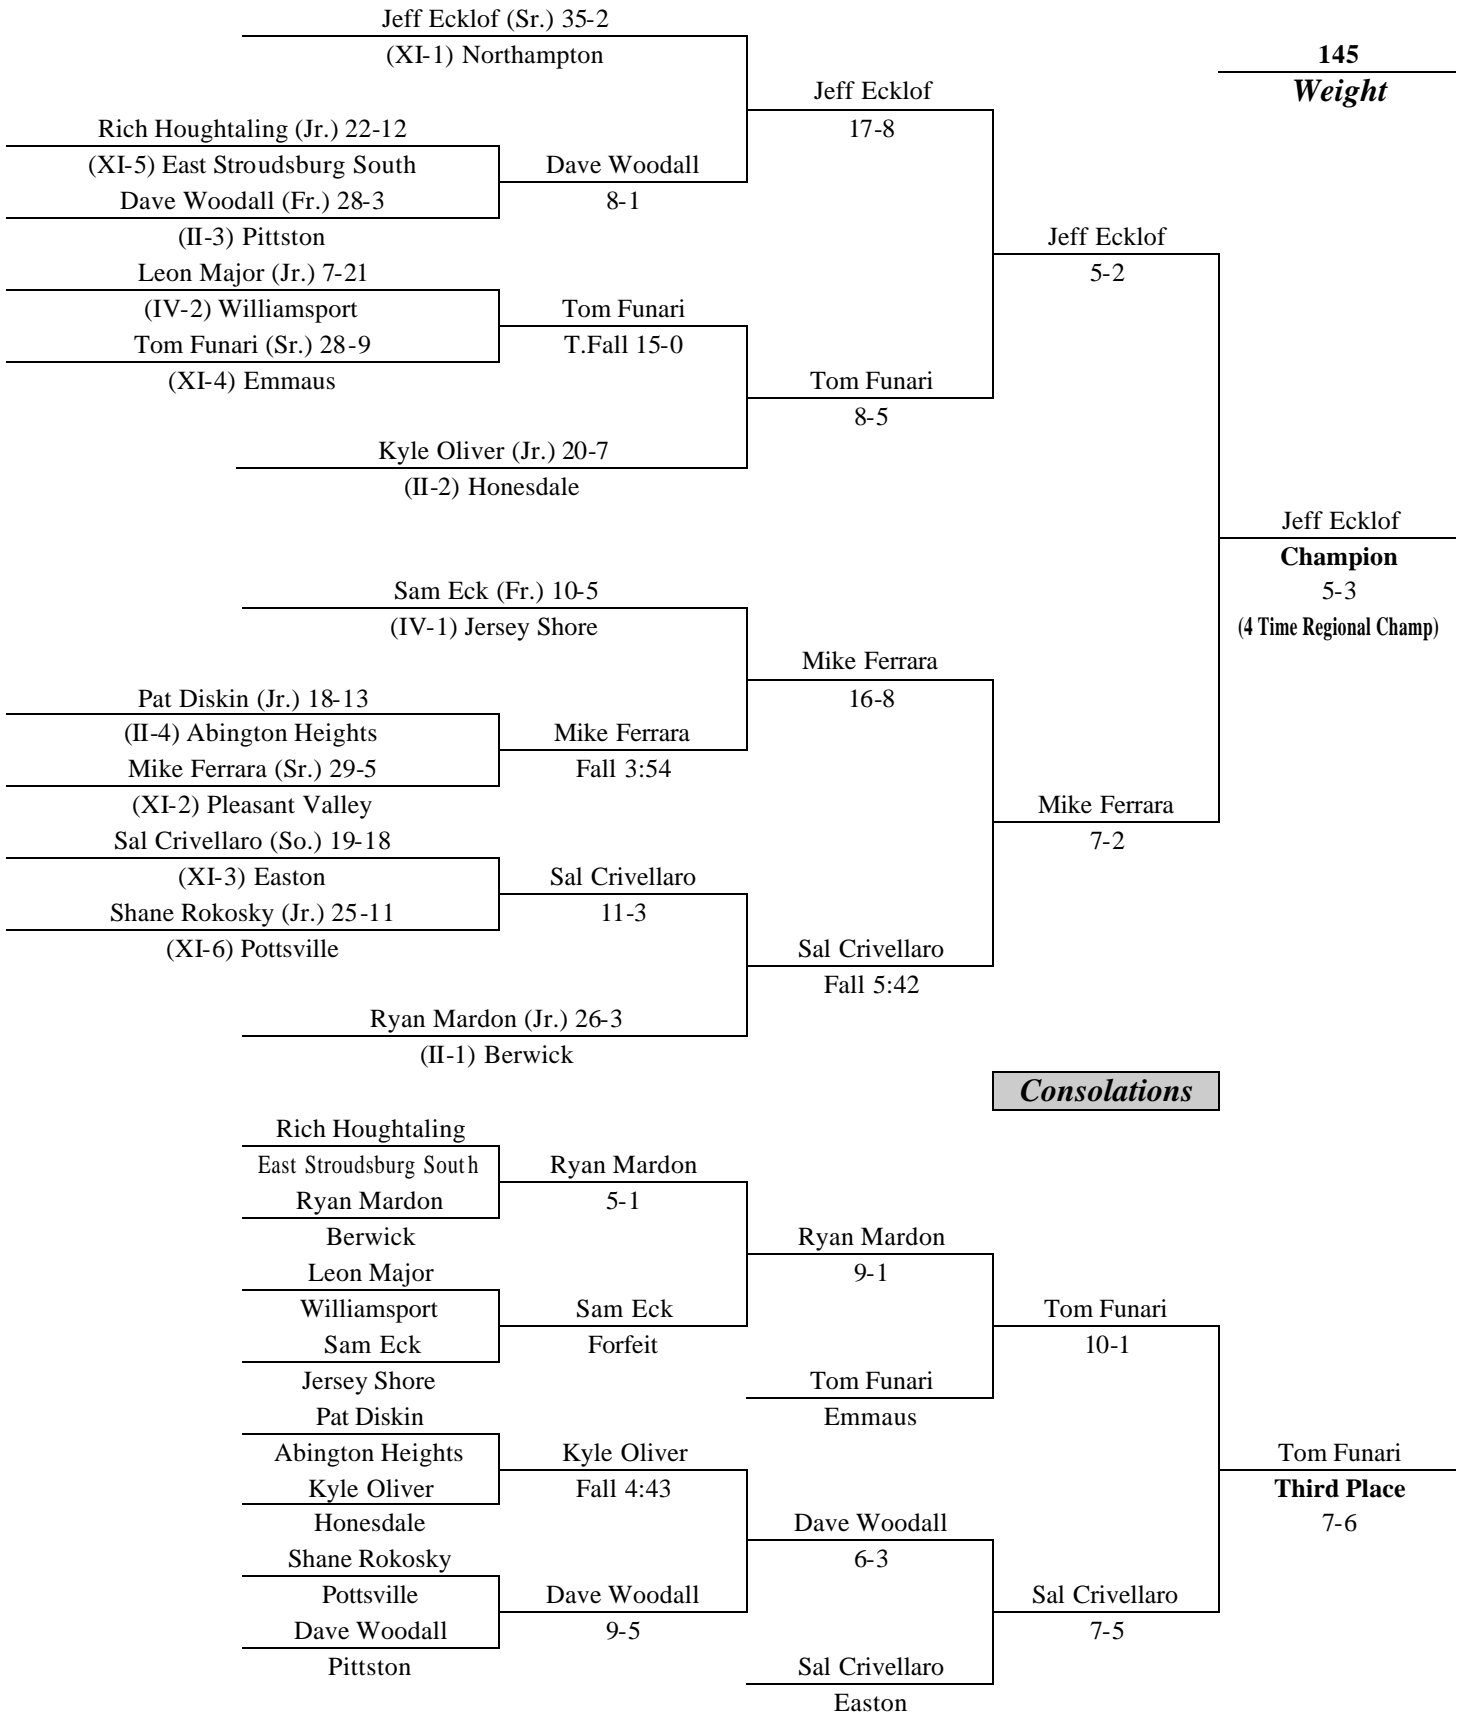 Jeff Ecklof (Sr.) 35-2
(XI-1) Northampton
145
Weight
Jeff Ecklof
17-8
Rich Houghtaling (Jr.) 22-12
(XI-5) East Stroudsburg South
Dave Woodall (Fr.) 28-3
(II-3) Pittston
Dave Woodall
8-1
Jeff Ecklof
5-2
Leon Major (Jr.) 7-21
(IV-2) Williamsport
Tom Funari (Sr.) 28-9
(XI-4) Emmaus
Tom Funari
T.Fall 15-0
Tom Funari
8-5
Kyle Oliver (Jr.) 20-7
(II-2) Honesdale
Jeff Ecklof
Champion
5-3
(4 Time Regional Champ)
Sam Eck (Fr.) 10-5
(IV-1) Jersey Shore
Mike Ferrara
16-8
Pat Diskin (Jr.) 18-13
(II-4) Abington Heights
Mike Ferrara (Sr.) 29-5
(XI-2) Pleasant Valley
Mike Ferrara
Fall 3:54
Mike Ferrara
7-2
Sal Crivellaro (So.) 19-18
(XI-3) Easton
Shane Rokosky (Jr.) 25-11
(XI-6) Pottsville
Sal Crivellaro
11-3
Sal Crivellaro
Fall 5:42
Ryan Mardon (Jr.) 26-3
(II-1) Berwick
Consolations
Rich Houghtaling
East Stroudsburg South
Ryan Mardon
Berwick
Ryan Mardon
5-1
Ryan Mardon
9-1
Leon Major
Williamsport
Sam Eck
Jersey Shore
Sam Eck
Forfeit
Tom Funari
10-1
Tom Funari
Emmaus
Pat Diskin
Abington Heights
Kyle Oliver
Honesdale
Kyle Oliver
Fall 4:43
Tom Funari
Third Place
7-6
Dave Woodall
6-3
Shane Rokosky
Pottsville
Dave Woodall
Pittston
Dave Woodall
9-5
Sal Crivellaro
7-5
Sal Crivellaro
Easton